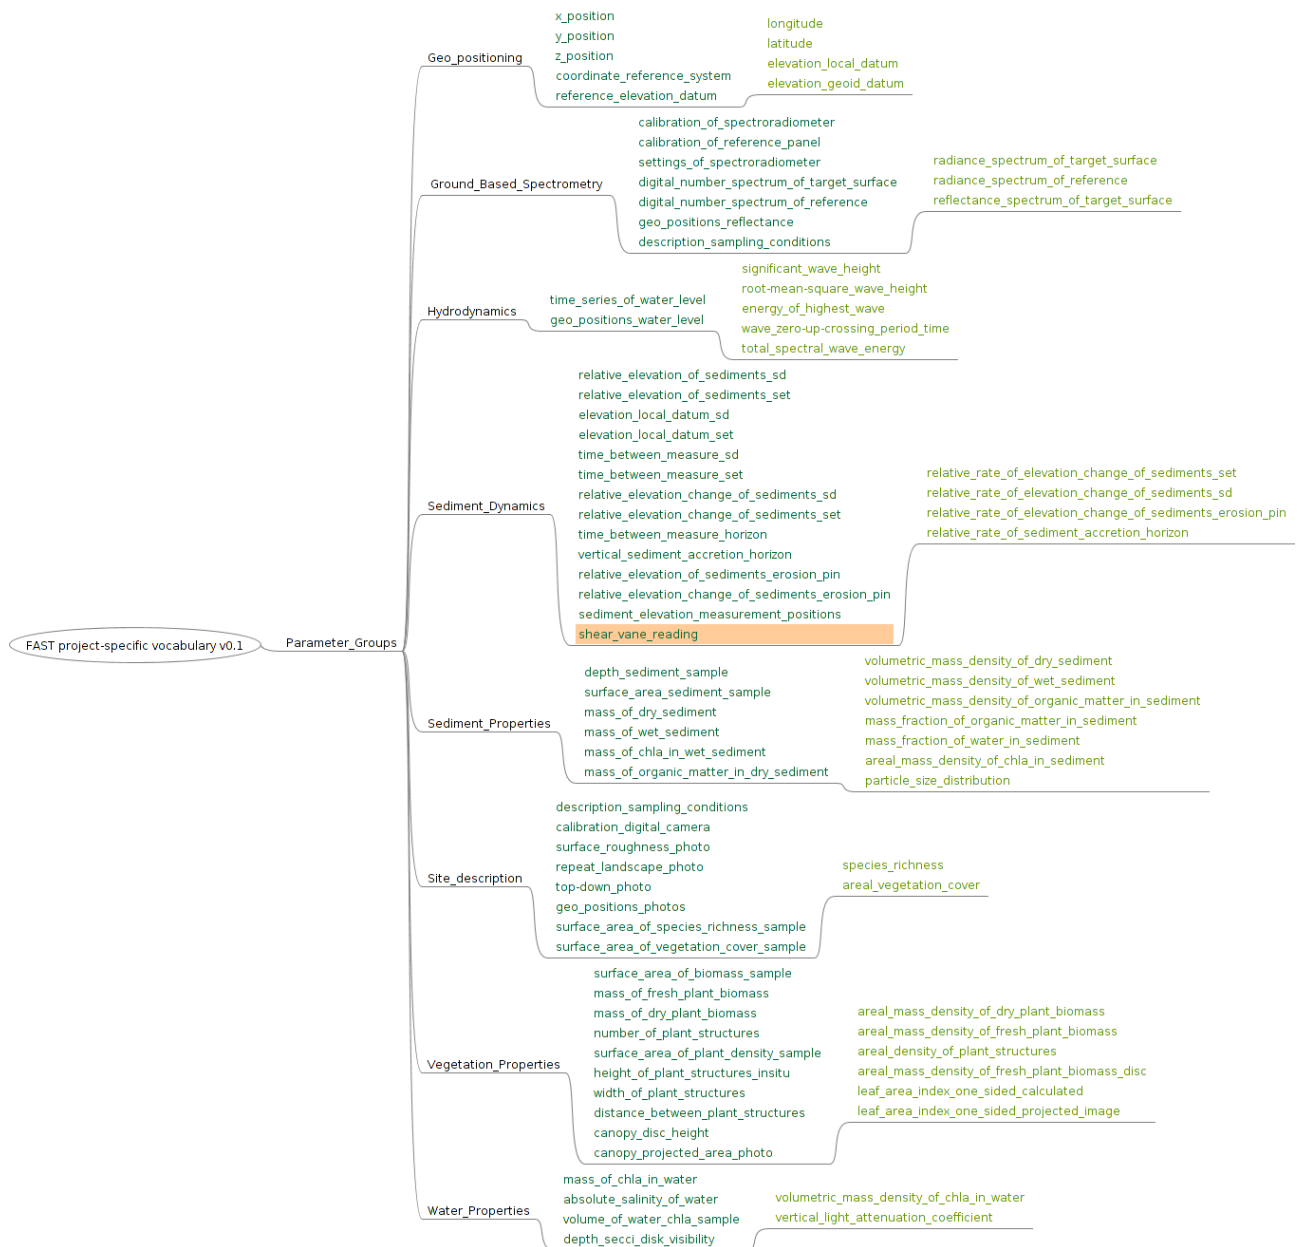 FAST project-specific vocabulary v0.1
Parameter_Groups
Geo_positioning
x_position
y_position
z_position
coordinate_reference_system
reference_elevation_datum
longitude
latitude
elevation_local_datum
elevation_geoid_datum
Ground_Based_Spectrometry
calibration_of_spectroradiometer
calibration_of_reference_panel
settings_of_spectroradiometer
digital_number_spectrum_of_target_surface
digital_number_spectrum_of_reference
geo_positions_reflectance
description_sampling_conditions
radiance_spectrum_of_target_surface
radiance_spectrum_of_reference
reflectance_spectrum_of_target_surface
Hydrodynamics
time_series_of_water_level
geo_positions_water_level
significant_wave_height
root-mean-square_wave_height
energy_of_highest_wave
wave_zero-up-crossing_period_time
total_spectral_wave_energy
Sediment_Dynamics
relative_elevation_of_sediments_sd
relative_elevation_of_sediments_set
elevation_local_datum_sd
elevation_local_datum_set
time_between_measure_sd
time_between_measure_set
relative_elevation_change_of_sediments_sd
relative_elevation_change_of_sediments_set
time_between_measure_horizon
vertical_sediment_accretion_horizon
relative_elevation_of_sediments_erosion_pin
relative_elevation_change_of_sediments_erosion_pin
sediment_elevation_measurement_positions
shear_vane_reading
relative_rate_of_elevation_change_of_sediments_set
relative_rate_of_elevation_change_of_sediments_sd
relative_rate_of_elevation_change_of_sediments_erosion_pin
relative_rate_of_sediment_accretion_horizon
Sediment_Properties
depth_sediment_sample
surface_area_sediment_sample
mass_of_dry_sediment
mass_of_wet_sediment
mass_of_chla_in_wet_sediment
mass_of_organic_matter_in_dry_sediment
volumetric_mass_density_of_dry_sediment
volumetric_mass_density_of_wet_sediment
volumetric_mass_density_of_organic_matter_in_sediment
mass_fraction_of_organic_matter_in_sediment
mass_fraction_of_water_in_sediment
areal_mass_density_of_chla_in_sediment
particle_size_distribution
Site_description
description_sampling_conditions
calibration_digital_camera
surface_roughness_photo
repeat_landscape_photo
top-down_photo
geo_positions_photos
surface_area_of_species_richness_sample
surface_area_of_vegetation_cover_sample
species_richness
areal_vegetation_cover
Vegetation_Properties
surface_area_of_biomass_sample
mass_of_fresh_plant_biomass
mass_of_dry_plant_biomass
number_of_plant_structures
surface_area_of_plant_density_sample
height_of_plant_structures_insitu
width_of_plant_structures
distance_between_plant_structures
canopy_disc_height
canopy_projected_area_photo
areal_mass_density_of_dry_plant_biomass
areal_mass_density_of_fresh_plant_biomass
areal_density_of_plant_structures
areal_mass_density_of_fresh_plant_biomass_disc
leaf_area_index_one_sided_calculated
leaf_area_index_one_sided_projected_image
Water_Properties
mass_of_chla_in_water
absolute_salinity_of_water
volume_of_water_chla_sample
depth_secci_disk_visibility
volumetric_mass_density_of_chla_in_water
vertical_light_attenuation_coefficient